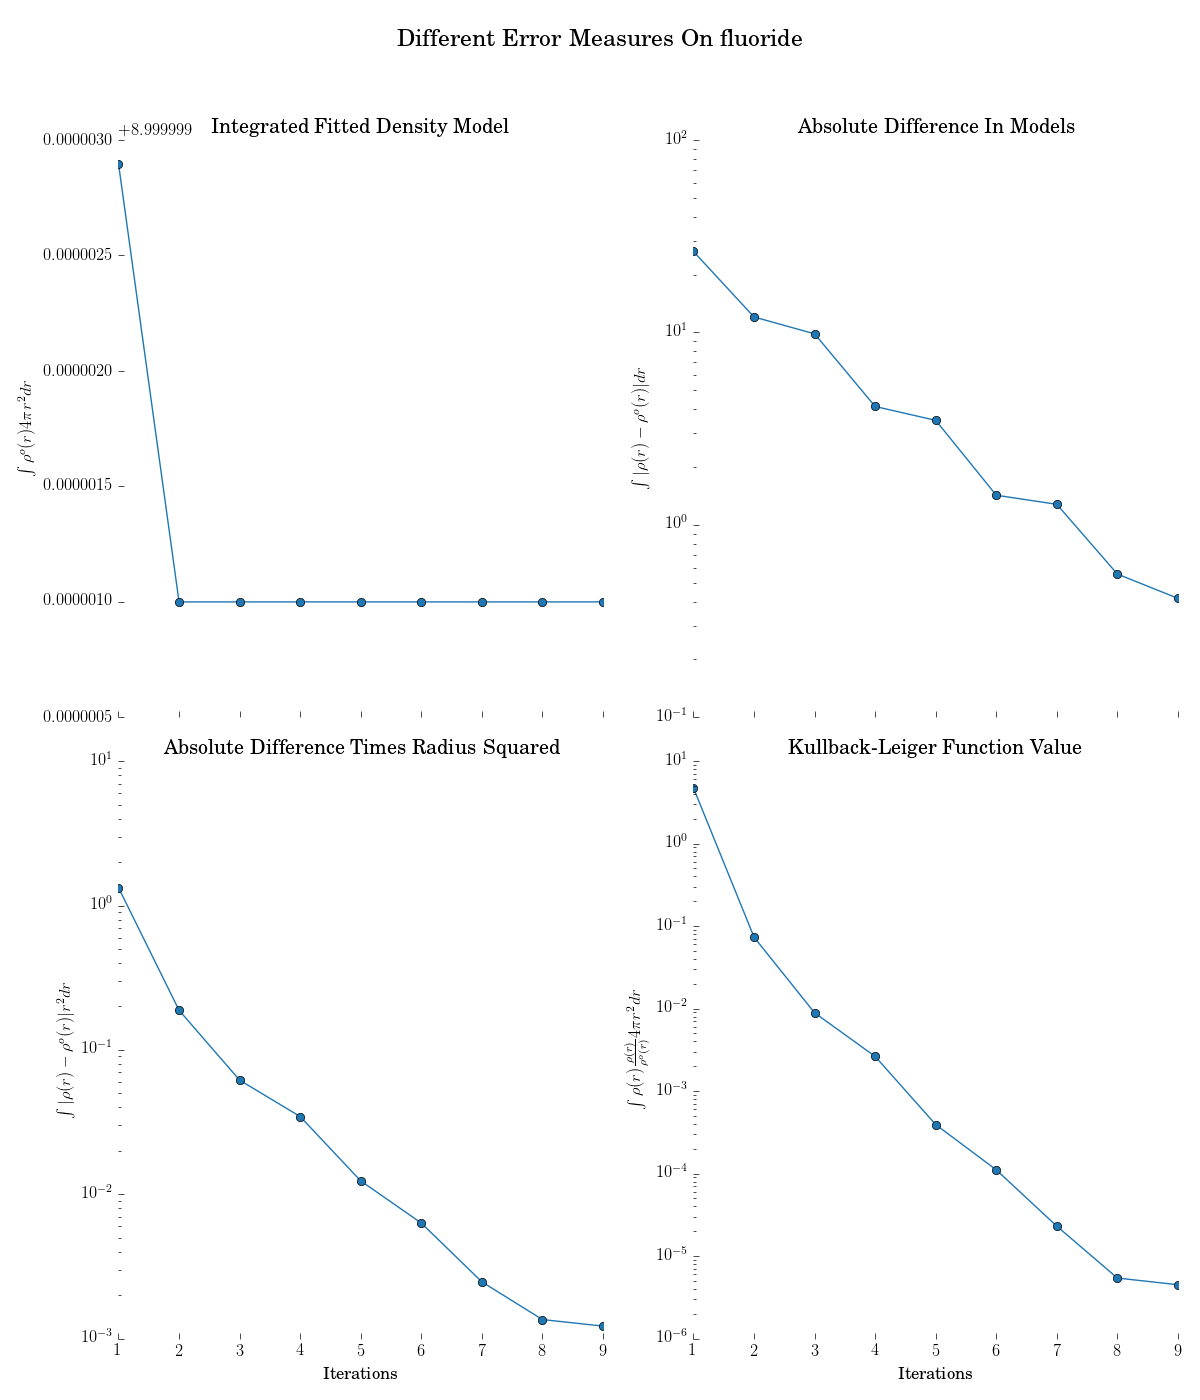 Different Error Measures On fluoride
+8.999999
Integrated Fitted Density Model
0.0000030
0.0000025
0.0000020
0.0000015
0.0000010
0.0000005
∫ρ^o(r)4πr^2dr
Absolute Difference In Models
10^2
10^1
10^0
10^−1
∫|ρ(r) − ρ^o(r)|dr
Absolute Difference Times Radius Squared
10^1
10^0
10^−1
10^−2
10^−3
∫|ρ(r) − ρ^o(r)|r^2dr
1 2 3 4 5 6 7 8 9
Iterations
Kullback-Leiger Function Value
10^1
10^0
10^−1
10^−2
10^−3
10^−4
10^−5
10^−6
∫ρ(r) ρ(r)/ρ^o(r) 4πr^2dr
1 2 3 4 5 6 7 8 9
Iterations